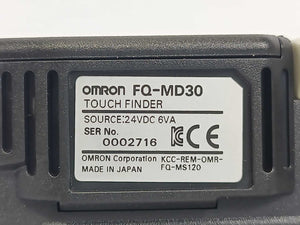 OMRON FQ-MD30
TOUCH FINDER
SOURCE:24VDC 6VA
SER No.
0002716
OMRON Corporation KCC-REM-OMR-
MADE IN JAPAN FQ-MS120